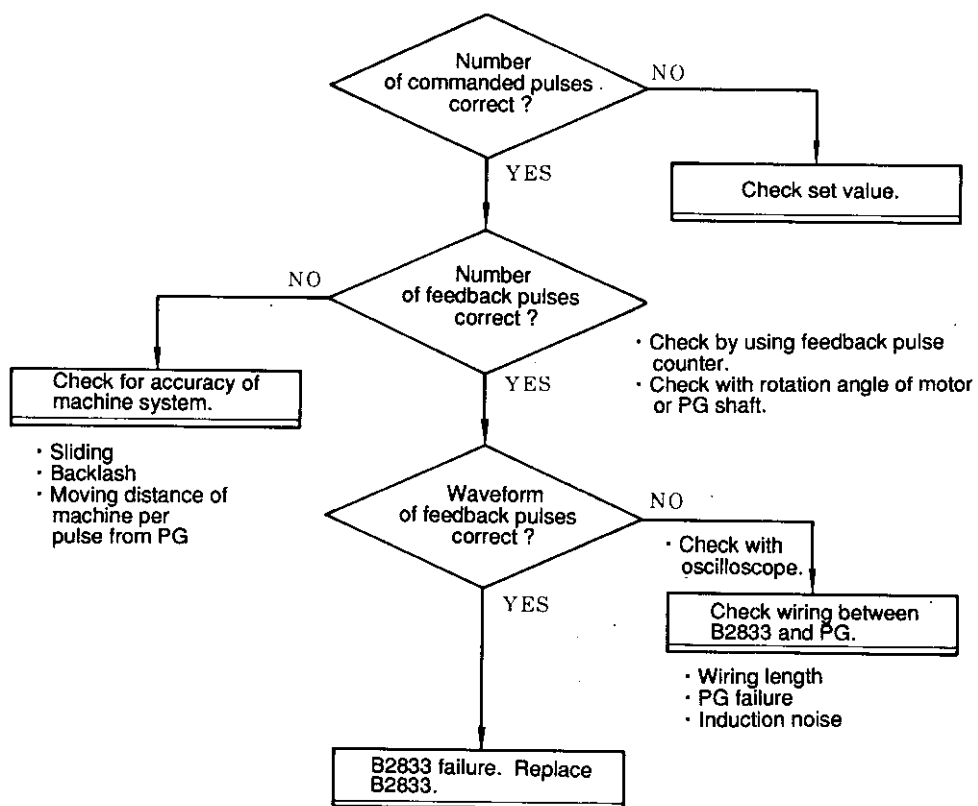 Number
of commanded pulses
correct ?
NO
YES
Check set value.
NO
Number
of feedback pulses
correct ?
· Check by using feedback pulse
counter.
· Check with rotation angle of motor
or PG shaft.
Check for accuracy of
machine system.
YES
· Sliding
· Backlash
· Moving distance of
machine per
pulse from PG
Waveform
of feedback pulses
correct ?
NO
· Check with
oscilloscope.
YES
Check wiring between
B2833 and PG.
· Wiring length
· PG failure
· Induction noise
B2833 failure. Replace
B2833.